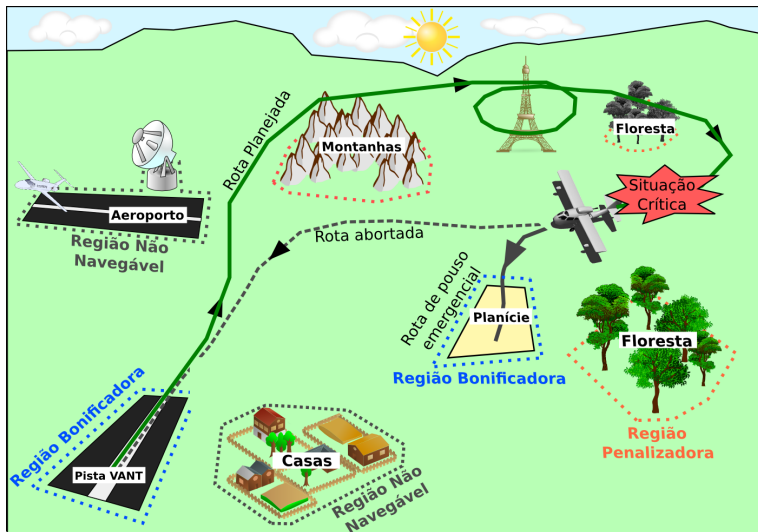 Rota Planejada
Montanhas
Floresta
Situação
Crítica
Aeroporto
Região Não
Navegável
Rota abortada
Rota de pouso
emergencial
Planície
Região Bonificadora
Floresta
Região
Penalizadora
Região Bonificadora
Pista VANT
Casas
Região Não
Navegável